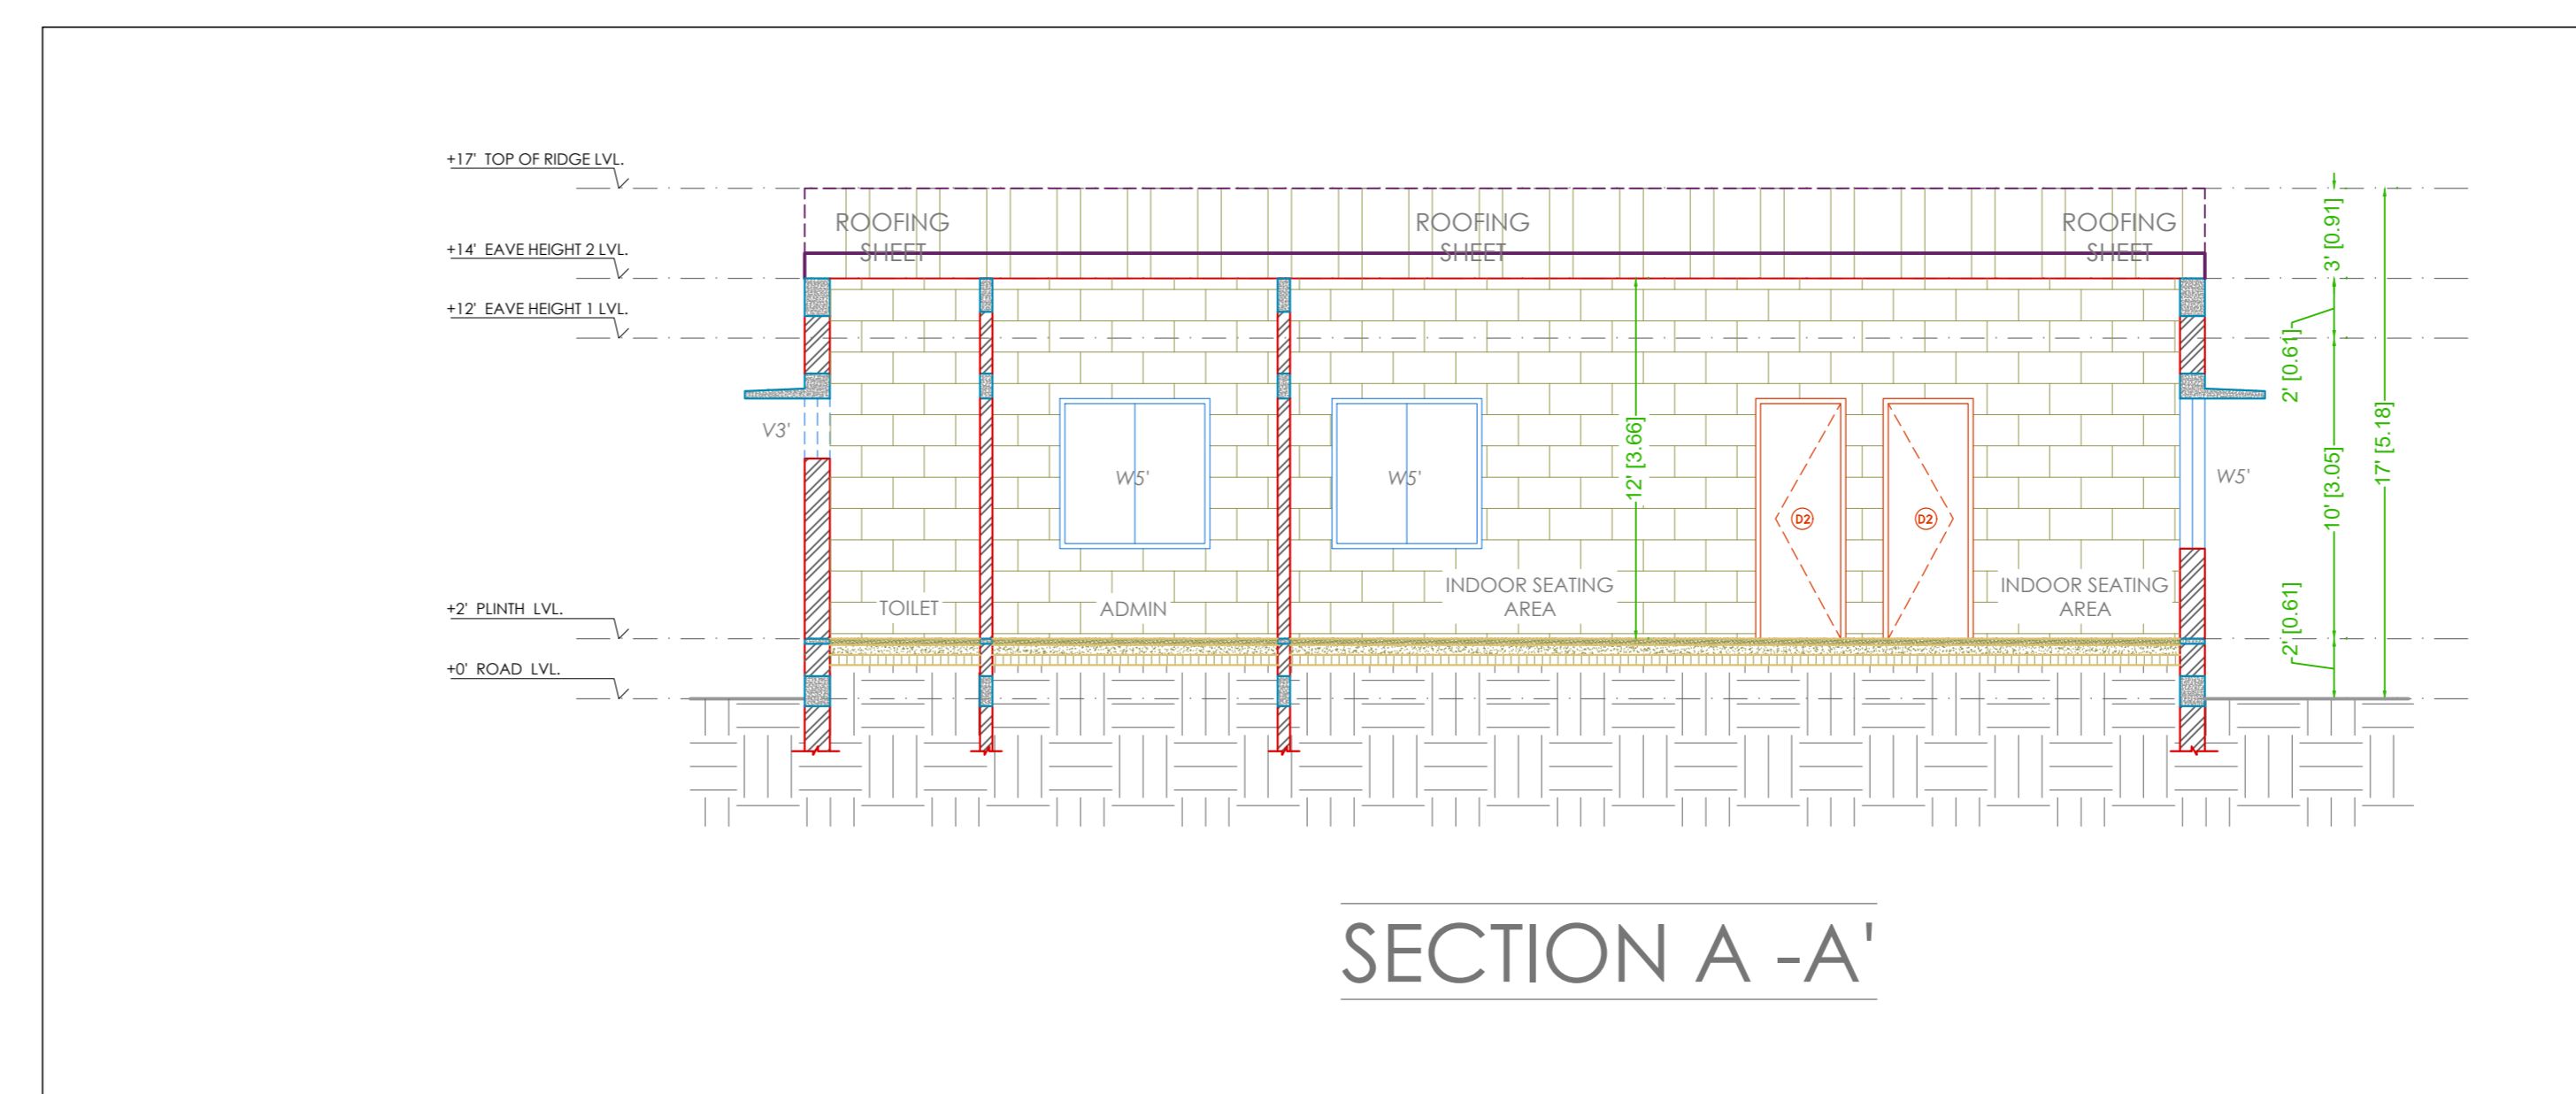 +17' TOP OF RIDGE LVL.
+14' EAVE HEIGHT 2 LVL.
+12' EAVE HEIGHT 1 LVL.
+2' PLINTH LVL.
+0' ROAD LVL.
ROOFING
SHEET
ROOFING
SHEET
ROOFING
SHEET
V3'
W5'
W5'
W5'
D2
D2
TOILET
ADMIN
INDOOR SEATING
AREA
INDOOR SEATING
AREA
12' [3.66]
3' [0.91]
2' [0.61]
10' [3.05]
2' [0.61]
17' [5.18]
SECTION A -A'